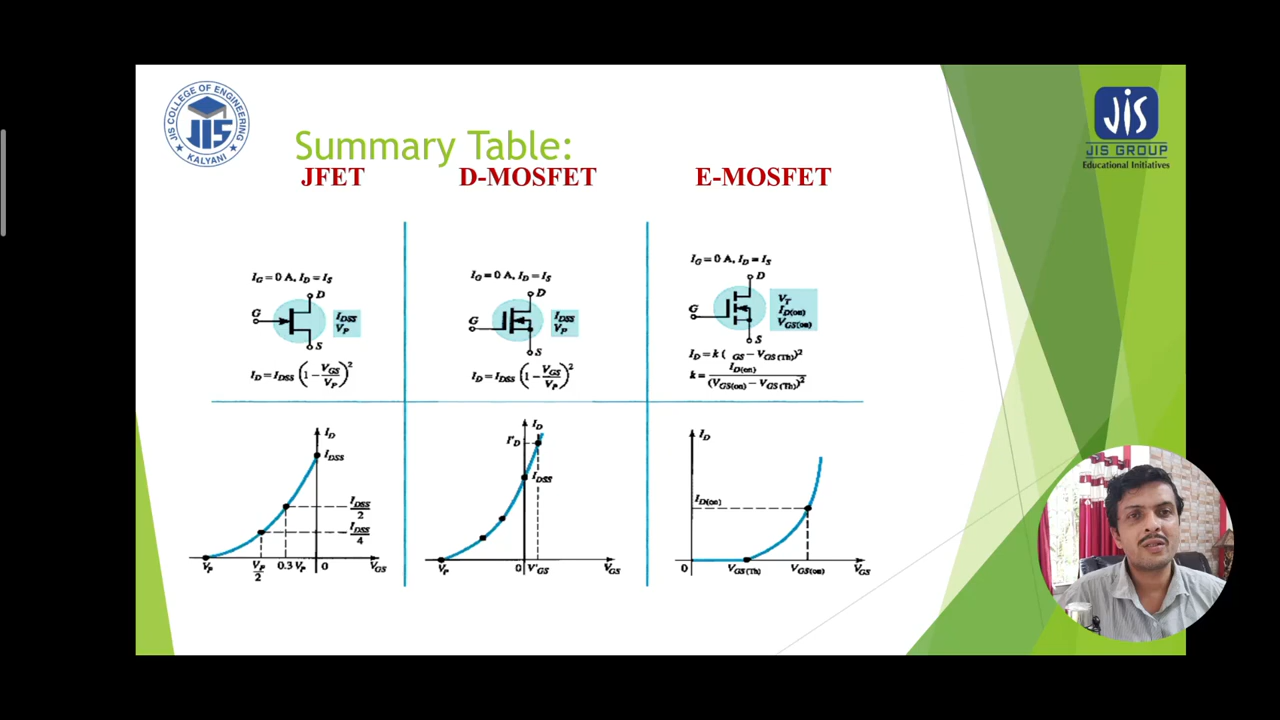 JIS COLLEGE OF ENGINEERING
JIS
KALYANI
JIS
JIS GROUP
Educational Initiatives
Summary Table:
JFET D-MOSFET E-MOSFET
I_G = 0 A, I_D = I_S
D
G
S
I_DSS
V_P
I_D = I_DSS (1 − V_GS/V_P)^2
I_G = 0 A, I_D = I_S
D
G
S
I_DSS
V_P
I_D = I_DSS (1 − V_GS/V_P)^2
I_G = 0 A, I_D = I_S
D
G
S
V_T
I_D(on)
V_GS(on)
I_D = k ( GS − V_GS(Th))^2
k = I_D(on)/(V_GS(on) − V_GS(Th))^2
I_D
I_DSS
I_DSS/2
I_DSS/4
V_P V_P/2 0.3 V_P 0 V_GS
I_D
I'_D
I_DSS
V_P 0 V'_GS V_GS
I_D
I_D(on)
0 V_GS(Th) V_GS(on) V_GS